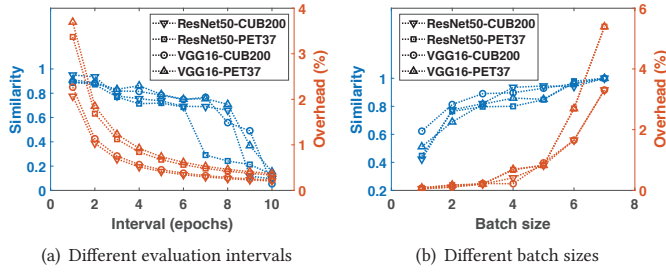 ResNet50-CUB200
ResNet50-PET37
VGG16-CUB200
VGG16-PET37
Similarity
1
0.8
0.6
0.4
0.2
0
4
3
2
1
0
Overhead (%)
0 2 4 6 8 10
Interval (epochs)
(a) Different evaluation intervals
ResNet50-CUB200
ResNet50-PET37
VGG16-CUB200
VGG16-PET37
Similarity
1
0.8
0.6
0.4
0.2
6
4
2
0
Overhead (%)
0 2 4 6 8
Batch size
(b) Different batch sizes